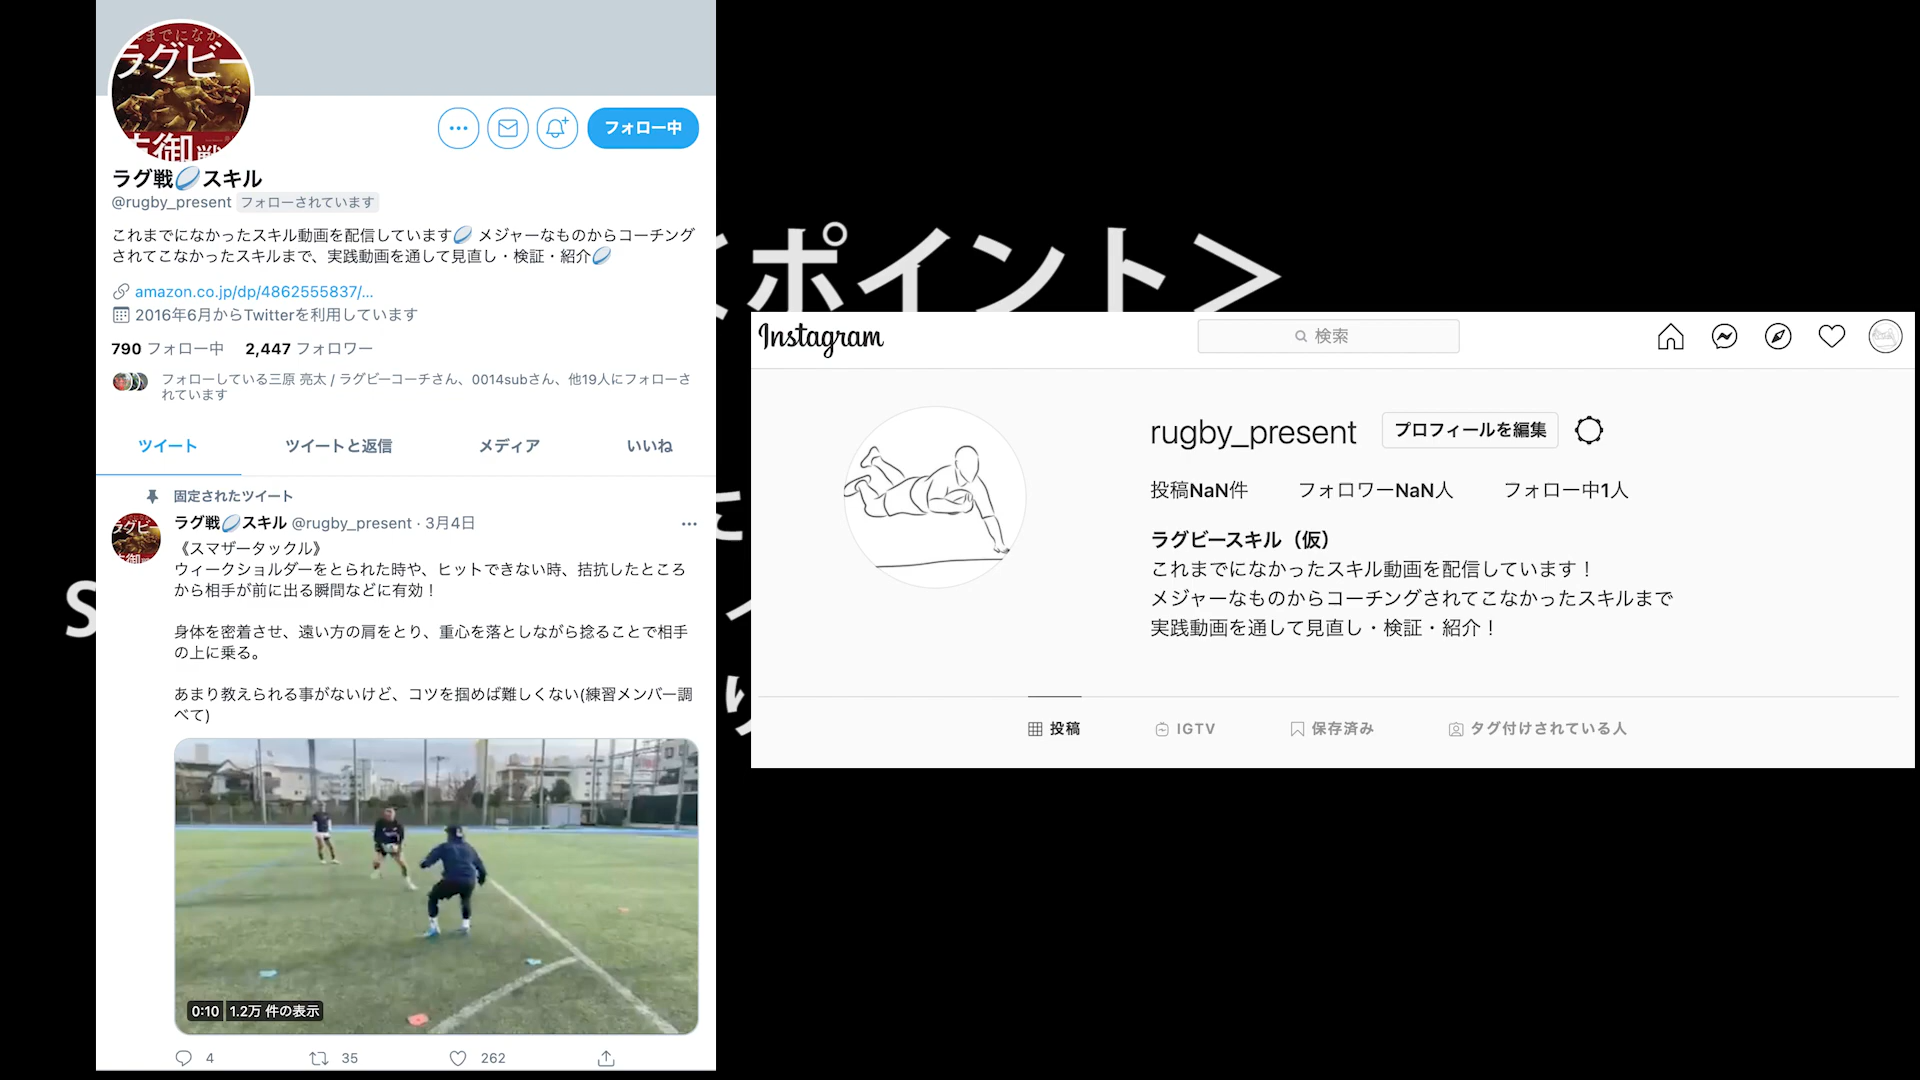 れまでになか
ラグビー
御戦
フォロー中
ラグ戦🏉スキル
@rugby_present フォローされています
これまでになかったスキル動画を配信しています🏉 メジャーなものからコーチング
されてこなかったスキルまで、実践動画を通して見直し・検証・紹介🏉
amazon.co.jp/dp/4862555837/...
2016年6月からTwitterを利用しています
790 フォロー中 2,447 フォロワー
フォローしている三原 亮太 / ラグビーコーチさん、0014subさん、他19人にフォローさ
れています
ツイート ツイートと返信 メディア いいね
固定されたツイート
ラグ戦🏉スキル @rugby_present · 3月4日
《スマザータックル》
ウィークショルダーをとられた時や、ヒットできない時、拮抗したところ
から相手が前に出る瞬間などに有効！
身体を密着させ、遠い方の肩をとり、重心を落としながら捻ることで相手
の上に乗る。
あまり教えられる事がないけど、コツを掴めば難しくない(練習メンバー調
べて)
0:10 1.2万 件の表示
4 35 262
＜ポイント＞
S
た
り
Instagram
検索
rugby_present プロフィールを編集
投稿NaN件 フォロワーNaN人 フォロー中1人
ラグビースキル（仮）
これまでになかったスキル動画を配信しています！
メジャーなものからコーチングされてこなかったスキルまで
実践動画を通して見直し・検証・紹介！
投稿 IGTV 保存済み タグ付けされている人